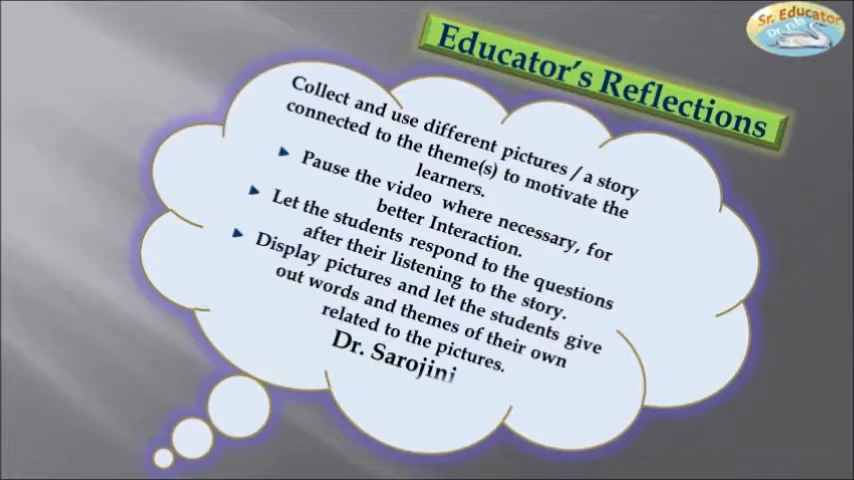 Sr. Educator
Educator's Reflections
Collect and use different pictures / a story
connected to the theme(s) to motivate the
learners.
Pause the video where necessary, for
better Interaction.
Let the students respond to the questions
after their listening to the story.
Display pictures and let the students give
out words and themes of their own
related to the pictures.
Dr. Sarojini